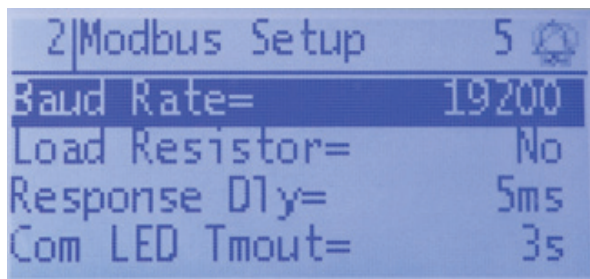 2|Modbus Setup 5
Baud Rate= 19200
Load Resistor= No
Response Dly= 5ms
Com LED Tmout= 3s